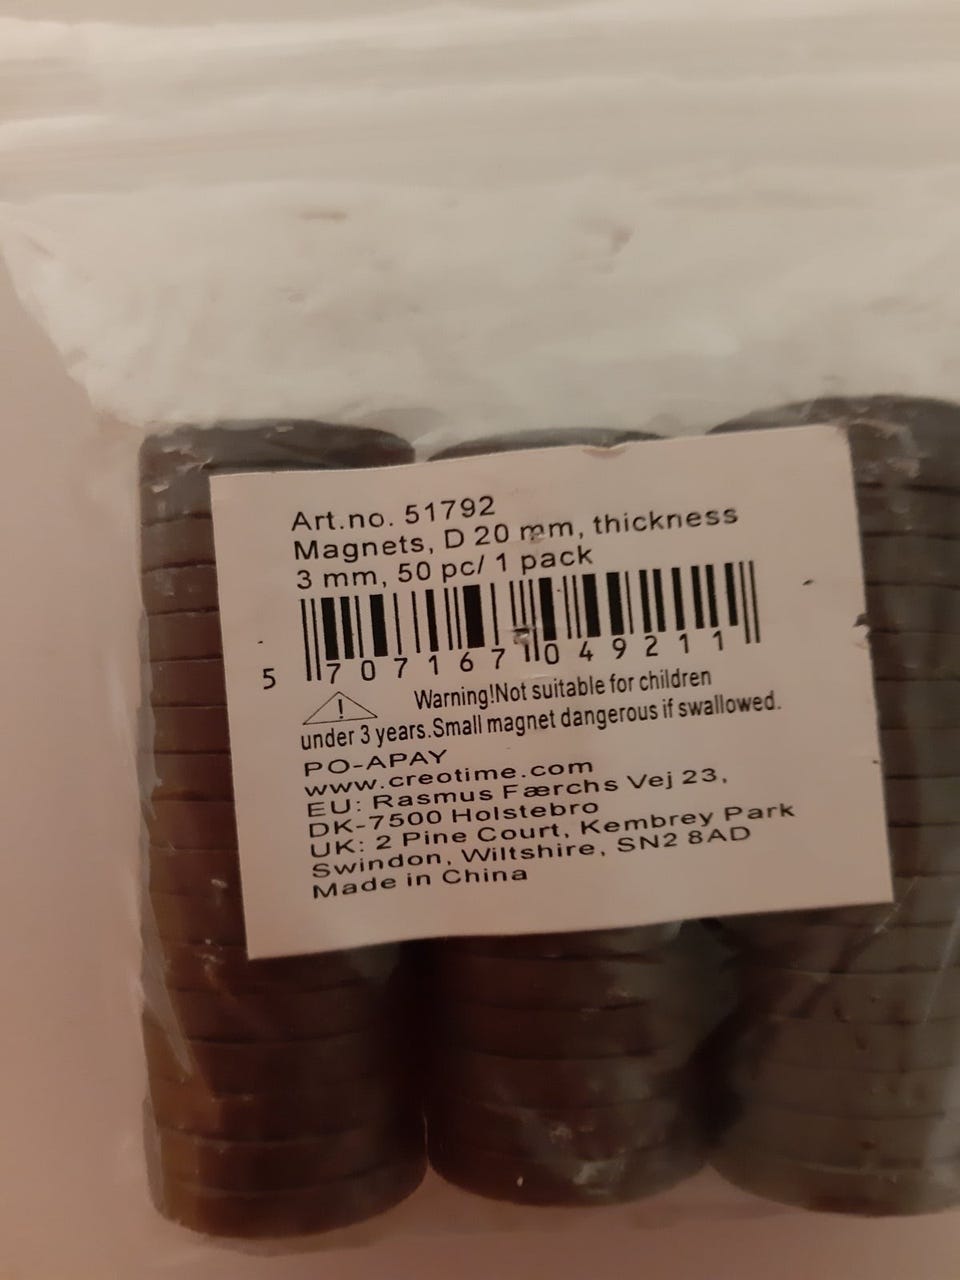 Art.no. 51792
Magnets, D 20 mm, thickness
3 mm, 50 pc/ 1 pack
5 707167 049211
Warning!Not suitable for children
under 3 years.Small magnet dangerous if swallowed.
PO-APAY
www.creotime.com
EU: Rasmus Færchs Vej 23,
DK-7500 Holstebro
UK: 2 Pine Court, Kembrey Park
Swindon, Wiltshire, SN2 8AD
Made in China